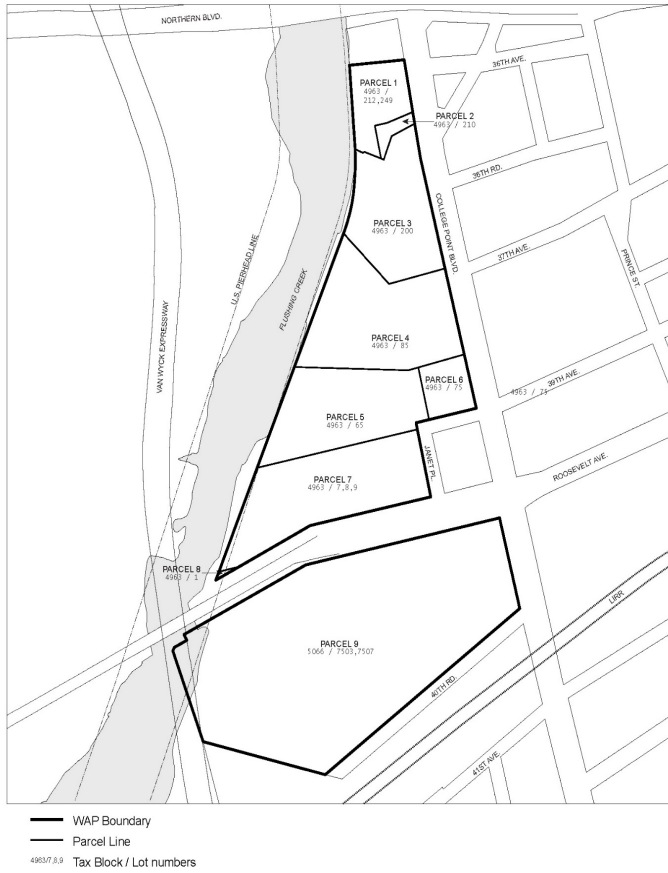 NORTHERN BLVD.
36TH AVE.
PARCEL 1
4963 /
212,249
PARCEL 2
4963 / 210
36TH RD.
COLLEGE POINT BLVD.
PARCEL 3
4963 / 200
37TH AVE.
PRINCE ST.
U.S. PIERHEAD LINE
FLUSHING CREEK
VAN WYCK EXPRESSWAY
PARCEL 4
4963 / 85
PARCEL 6
4963 / 75
4963 / 73
39TH AVE.
PARCEL 5
4963 / 65
JANET PL.
ROOSEVELT AVE.
PARCEL 7
4963 / 7,8,9
PARCEL 8
4963 / 1
LIRR
PARCEL 9
5066 / 7503,7507
40TH RD.
41ST AVE.
WAP Boundary
Parcel Line
4963/7,8,9 Tax Block / Lot numbers